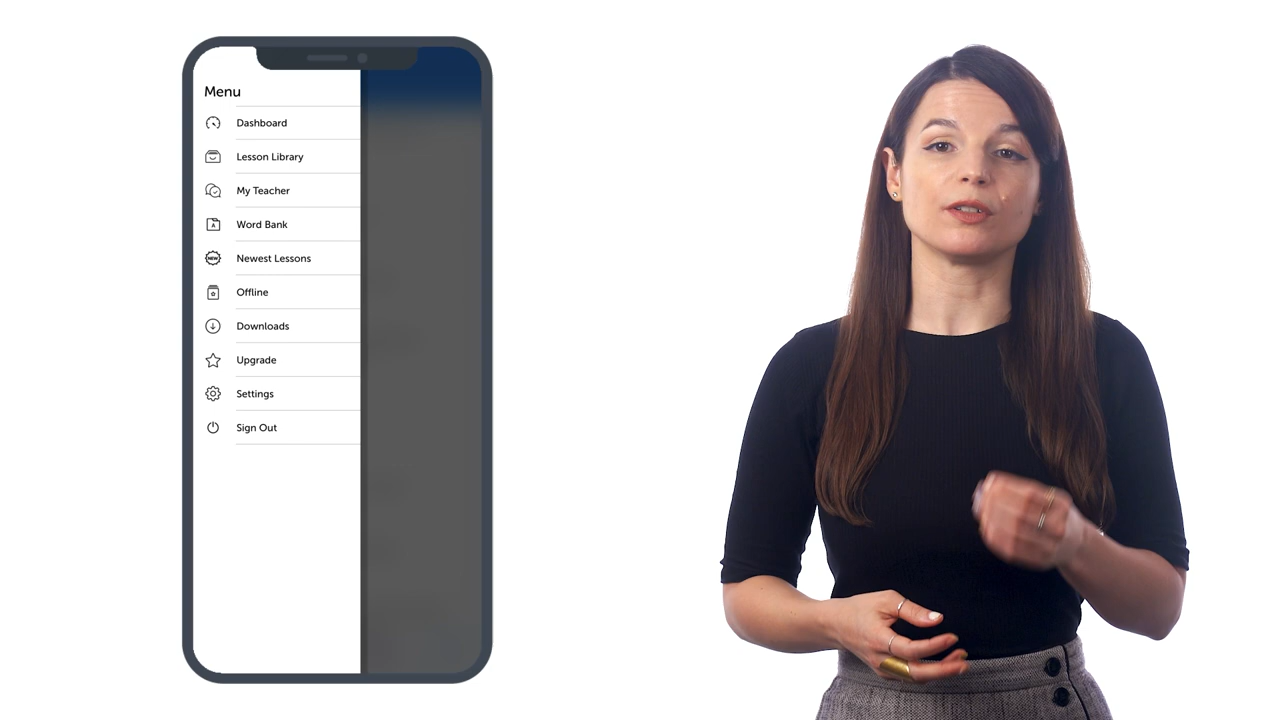 Menu
Dashboard
Lesson Library
My Teacher
Word Bank
Newest Lessons
Offline
Downloads
Upgrade
Settings
Sign Out